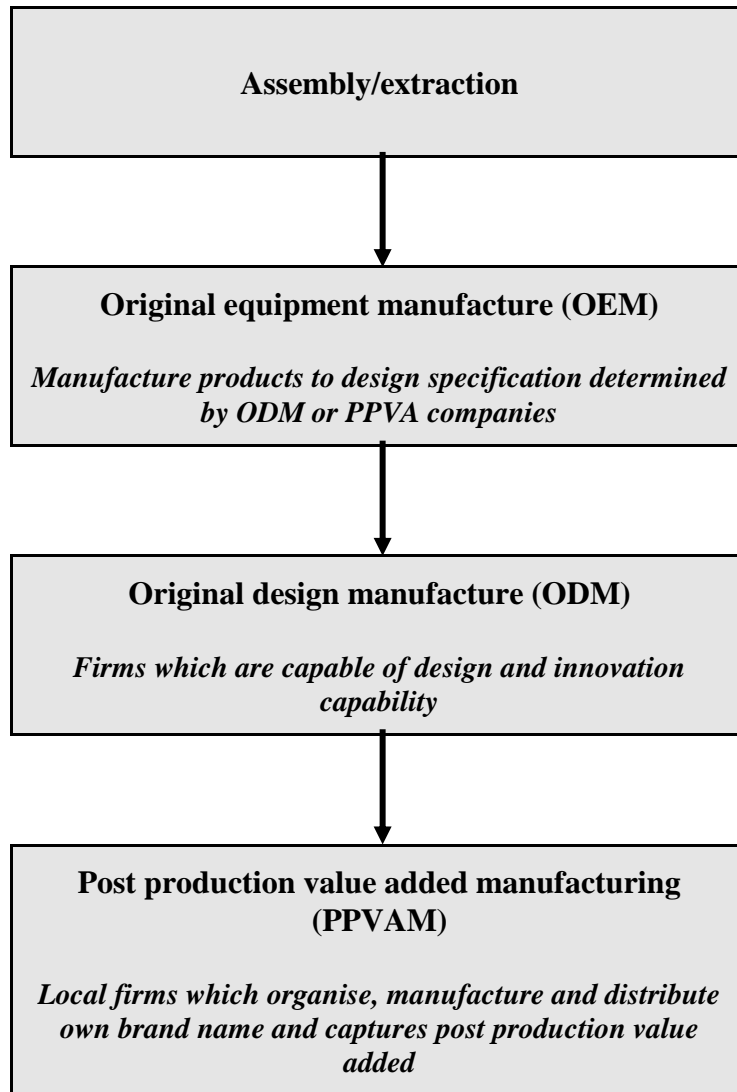 Assembly/extraction
Original equipment manufacture (OEM)
Manufacture products to design specification determined
by ODM or PPVA companies
Original design manufacture (ODM)
Firms which are capable of design and innovation
capability
Post production value added manufacturing
(PPVAM)
Local firms which organise, manufacture and distribute
own brand name and captures post production value
added